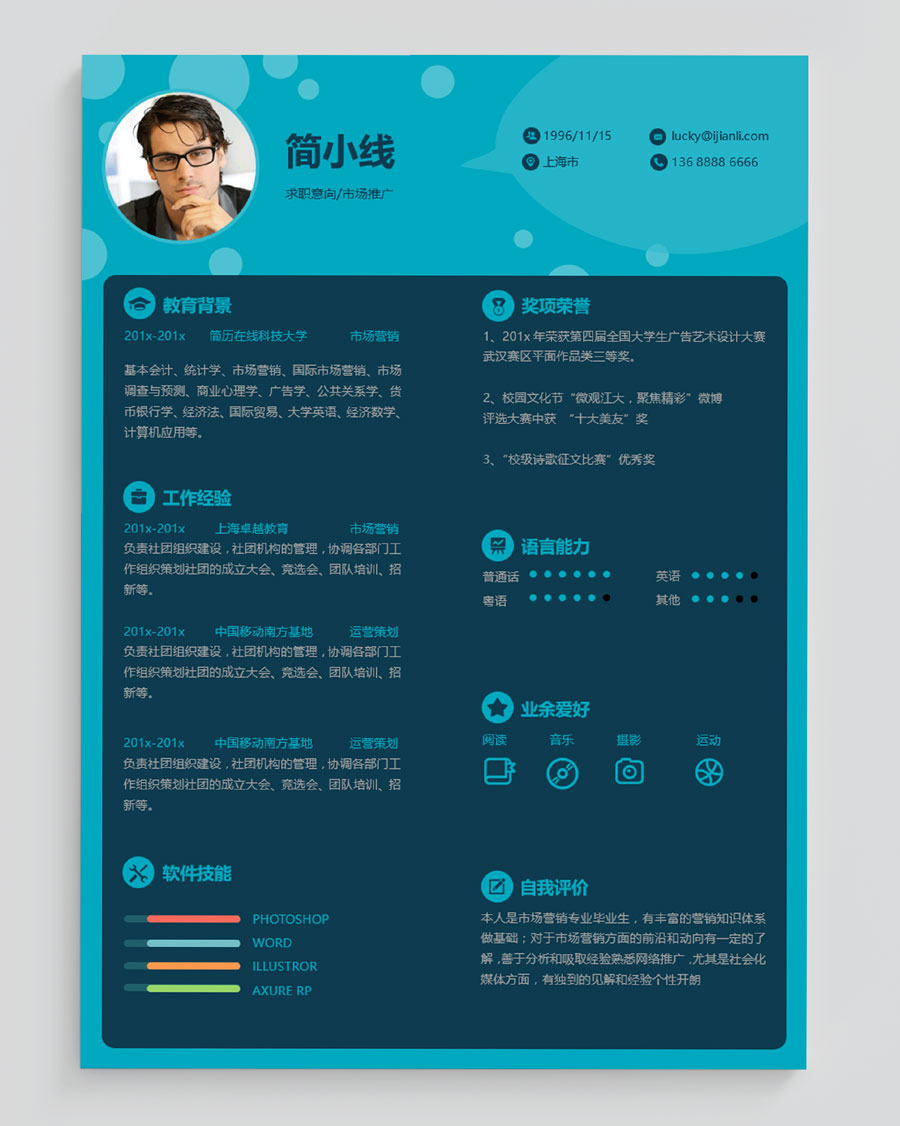 简小线
求职意向/市场推广
1996/11/15
lucky@ijianli.com
上海市
136 8888 6666
教育背景
201x-201x 简历在线科技大学 市场营销
基本会计、统计学、市场营销、国际市场营销、市场
调查与预测、商业心理学、广告学、公共关系学、货
币银行学、经济法、国际贸易、大学英语、经济数学、
计算机应用等。
工作经验
201x-201x 上海卓越教育 市场营销
负责社团组织建设，社团机构的管理，协调各部门工
作组织策划社团的成立大会、竞选会、团队培训、招
新等。
201x-201x 中国移动南方基地 运营策划
负责社团组织建设，社团机构的管理，协调各部门工
作组织策划社团的成立大会、竞选会、团队培训、招
新等。
201x-201x 中国移动南方基地 运营策划
负责社团组织建设，社团机构的管理，协调各部门工
作组织策划社团的成立大会、竞选会、团队培训、招
新等。
软件技能
PHOTOSHOP
WORD
ILLUSTROR
AXURE RP
奖项荣誉
1、201x 年荣获第四届全国大学生广告艺术设计大赛
武汉赛区平面作品类三等奖。
2、校园文化节“微观江大，聚焦精彩”微博
评选大赛中获 “十大美友”奖
3、“校级诗歌征文比赛”优秀奖
语言能力
普通话 英语
粤语 其他
业余爱好
阅读 音乐 摄影 运动
自我评价
本人是市场营销专业毕业生，有丰富的营销知识体系
做基础；对于市场营销方面的前沿和动向有一定的了
解，善于分析和吸取经验熟悉网络推广，尤其是社会化
媒体方面，有独到的见解和经验个性开朗